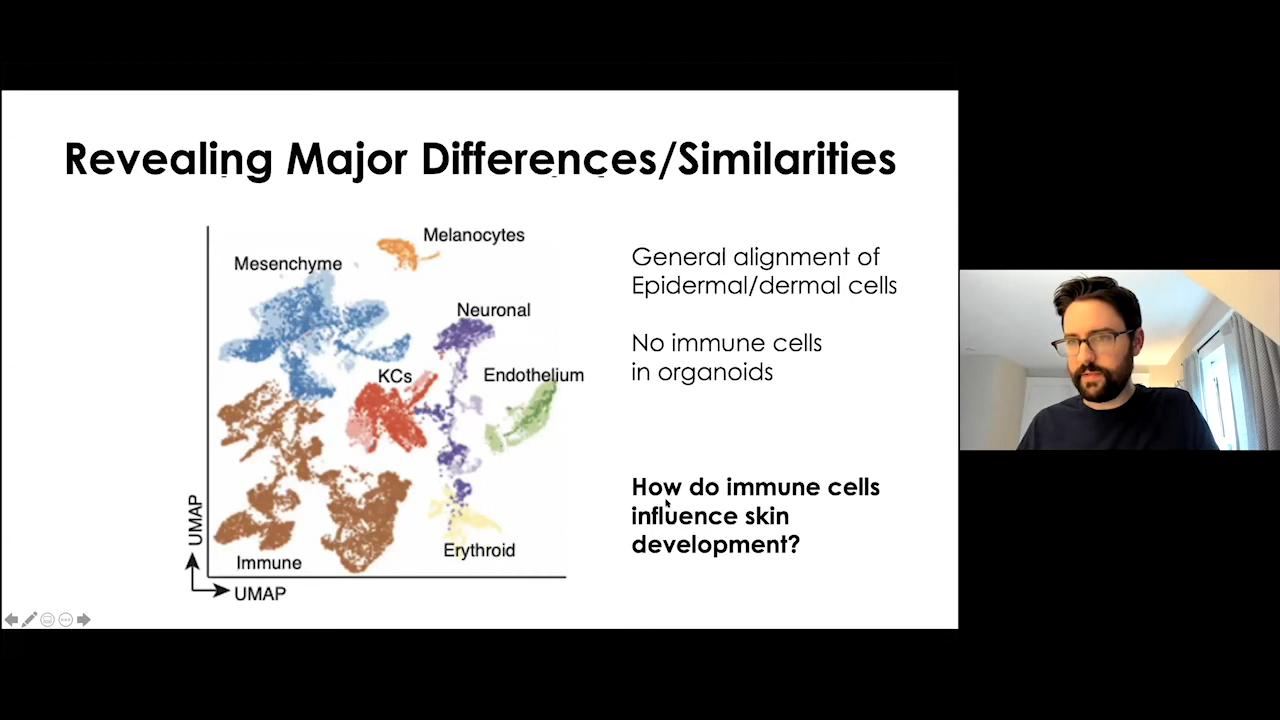 Revealing Major Differences/Similarities
Melanocytes
Mesenchyme
Neuronal
KCs
Endothelium
Erythroid
Immune
UMAP
UMAP
General alignment of
Epidermal/dermal cells
No immune cells
in organoids
How do immune cells
influence skin
development?